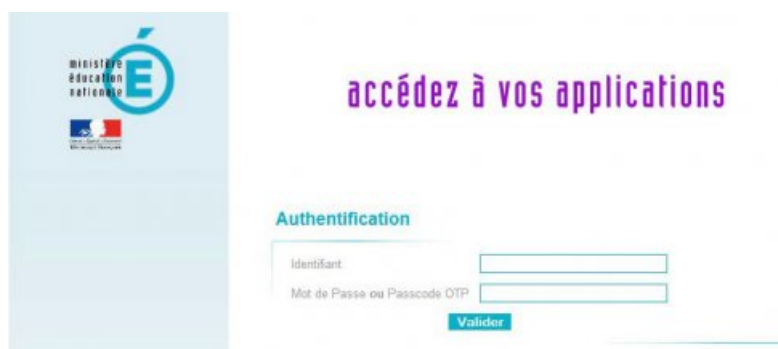 ministère
éducation
nationale
É
accédez à vos applications
Authentification
Identifiant
Mot de Passe ou Passcode OTP
Valider